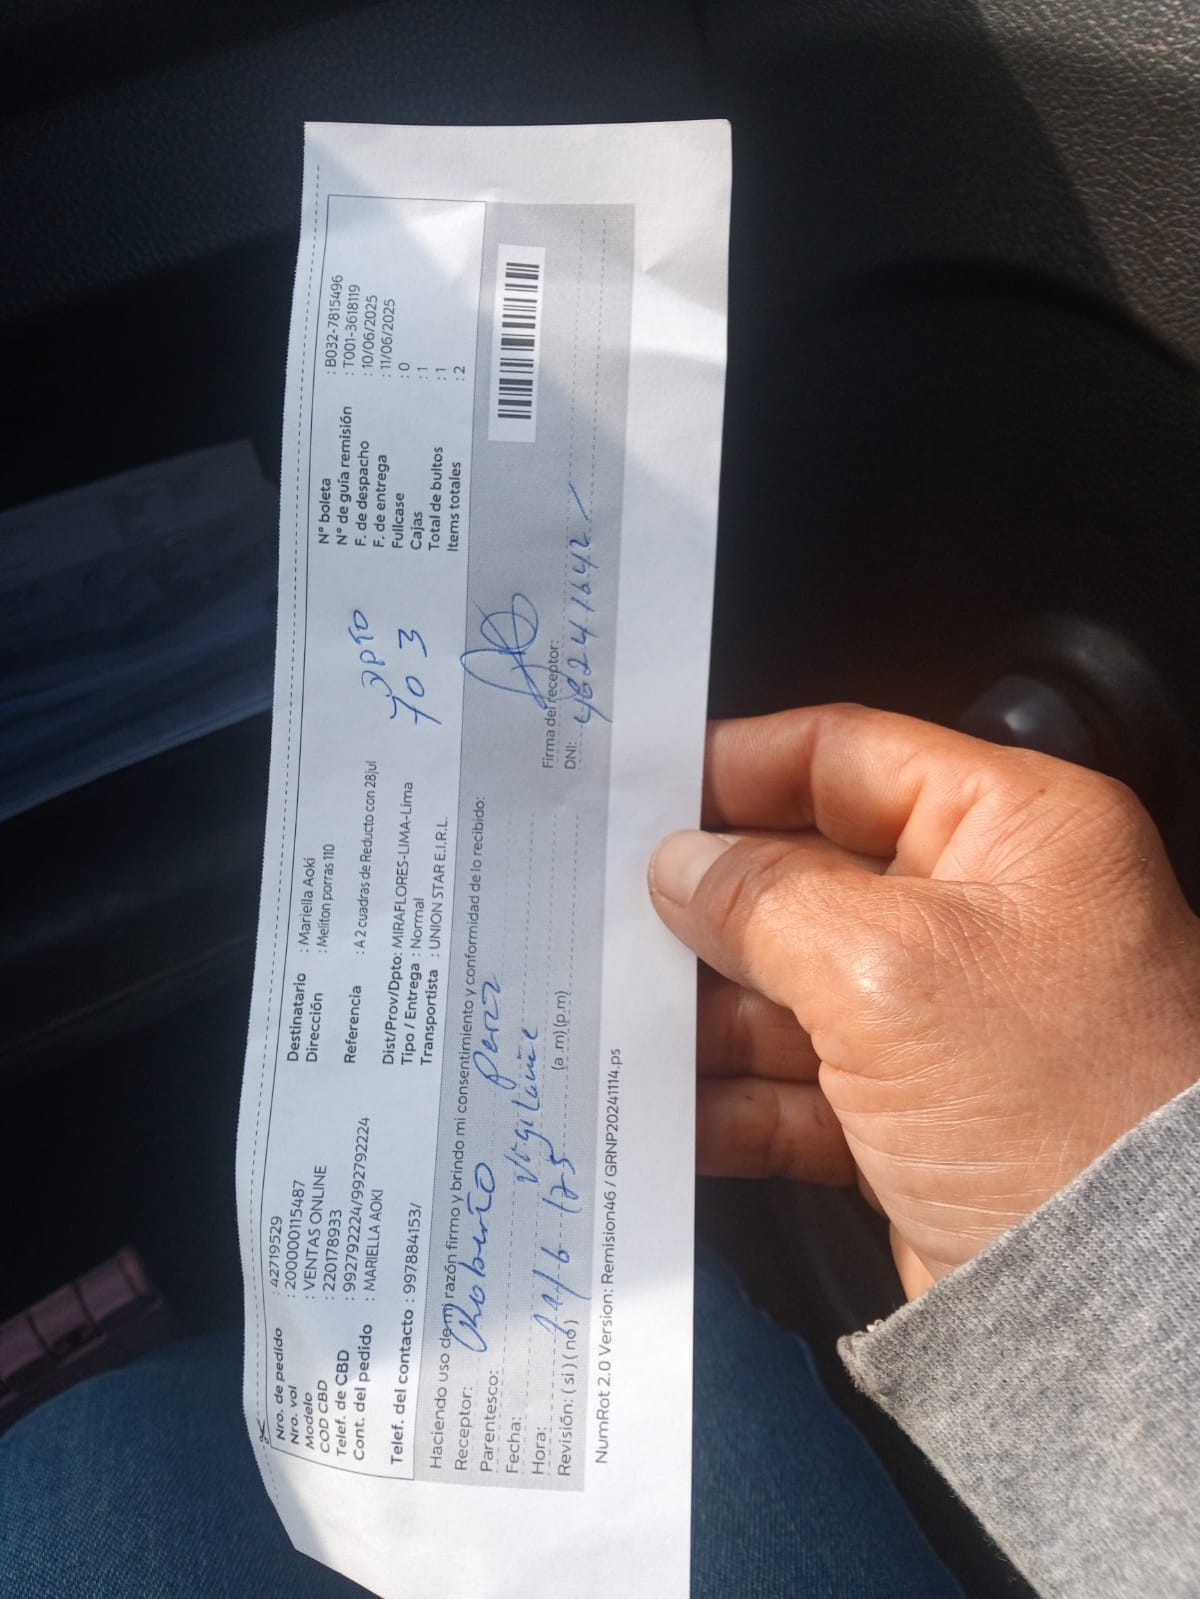 Nro. de pedido : 42719529
Nro. vol : 200000115487
Modelo : VENTAS ONLINE
COD CBD : 220178933
Telef. de CBD : 992792224/992792224
Cont. del pedido : MARIELLA AOKI
Telef. del contacto : 997884153/
Destinatario : Mariella Aoki
Dirección : Meliton porras 110
Referencia : A 2 cuadras de Reducto con 28jul
Dist/Prov/Dpto: MIRAFLORES-LIMA-Lima
Tipo / Entrega : Normal
Transportista : UNION STAR E.I.R.L.
Dpto
703
N° boleta : B032-7815496
N° de guía remisión : T001-3618119
F. de despacho : 10/06/2025
F. de entrega : 11/06/2025
Fullcase : 0
Cajas : 1
Total de bultos : 1
Items totales : 2
Haciendo uso de mi razón firmo y brindo mi consentimiento y conformidad de lo recibido:
Receptor: Roberto Perez
Parentesco: Vigilante
Fecha: 11/6/25
Hora: (a .m) (p.m)
Revisión: ( si ) ( no )
Firma del receptor:
DNI:
NumRot 2.0 Version: Remision46 / GRNP20241114.ps